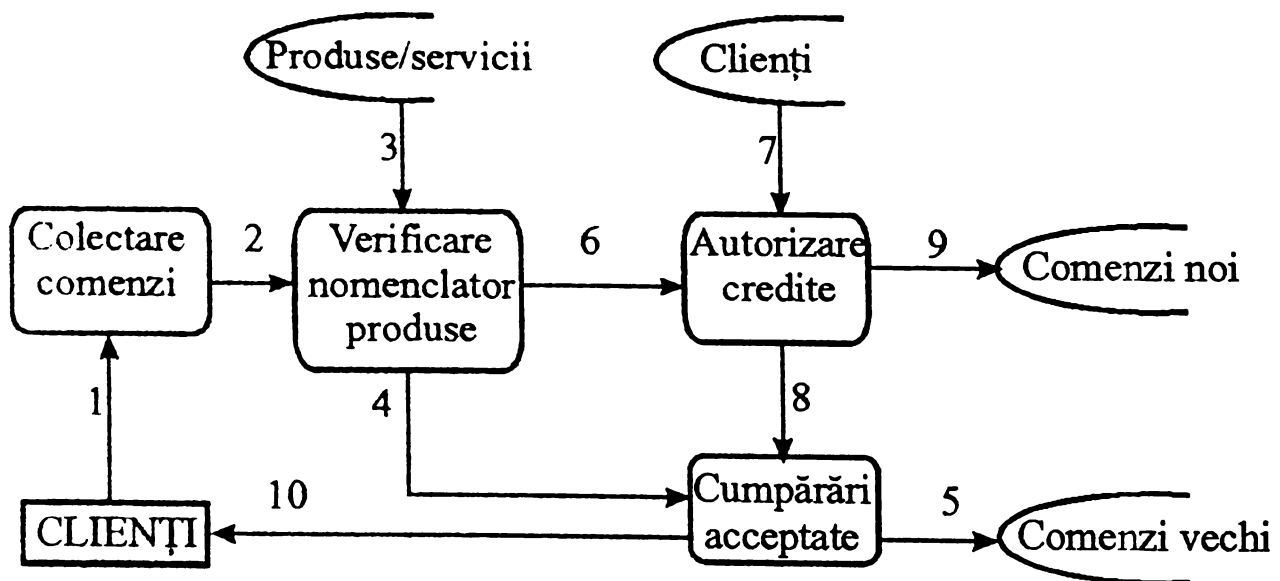 Produse/servicii
Clienți
3
7
Colectare
comenzi
2
Verificare
nomenclator
produse
6
Autorizare
credite
9
Comenzi noi
1
4
8
CLIENȚI
10
Cumpărări
acceptate
5
Comenzi vechi